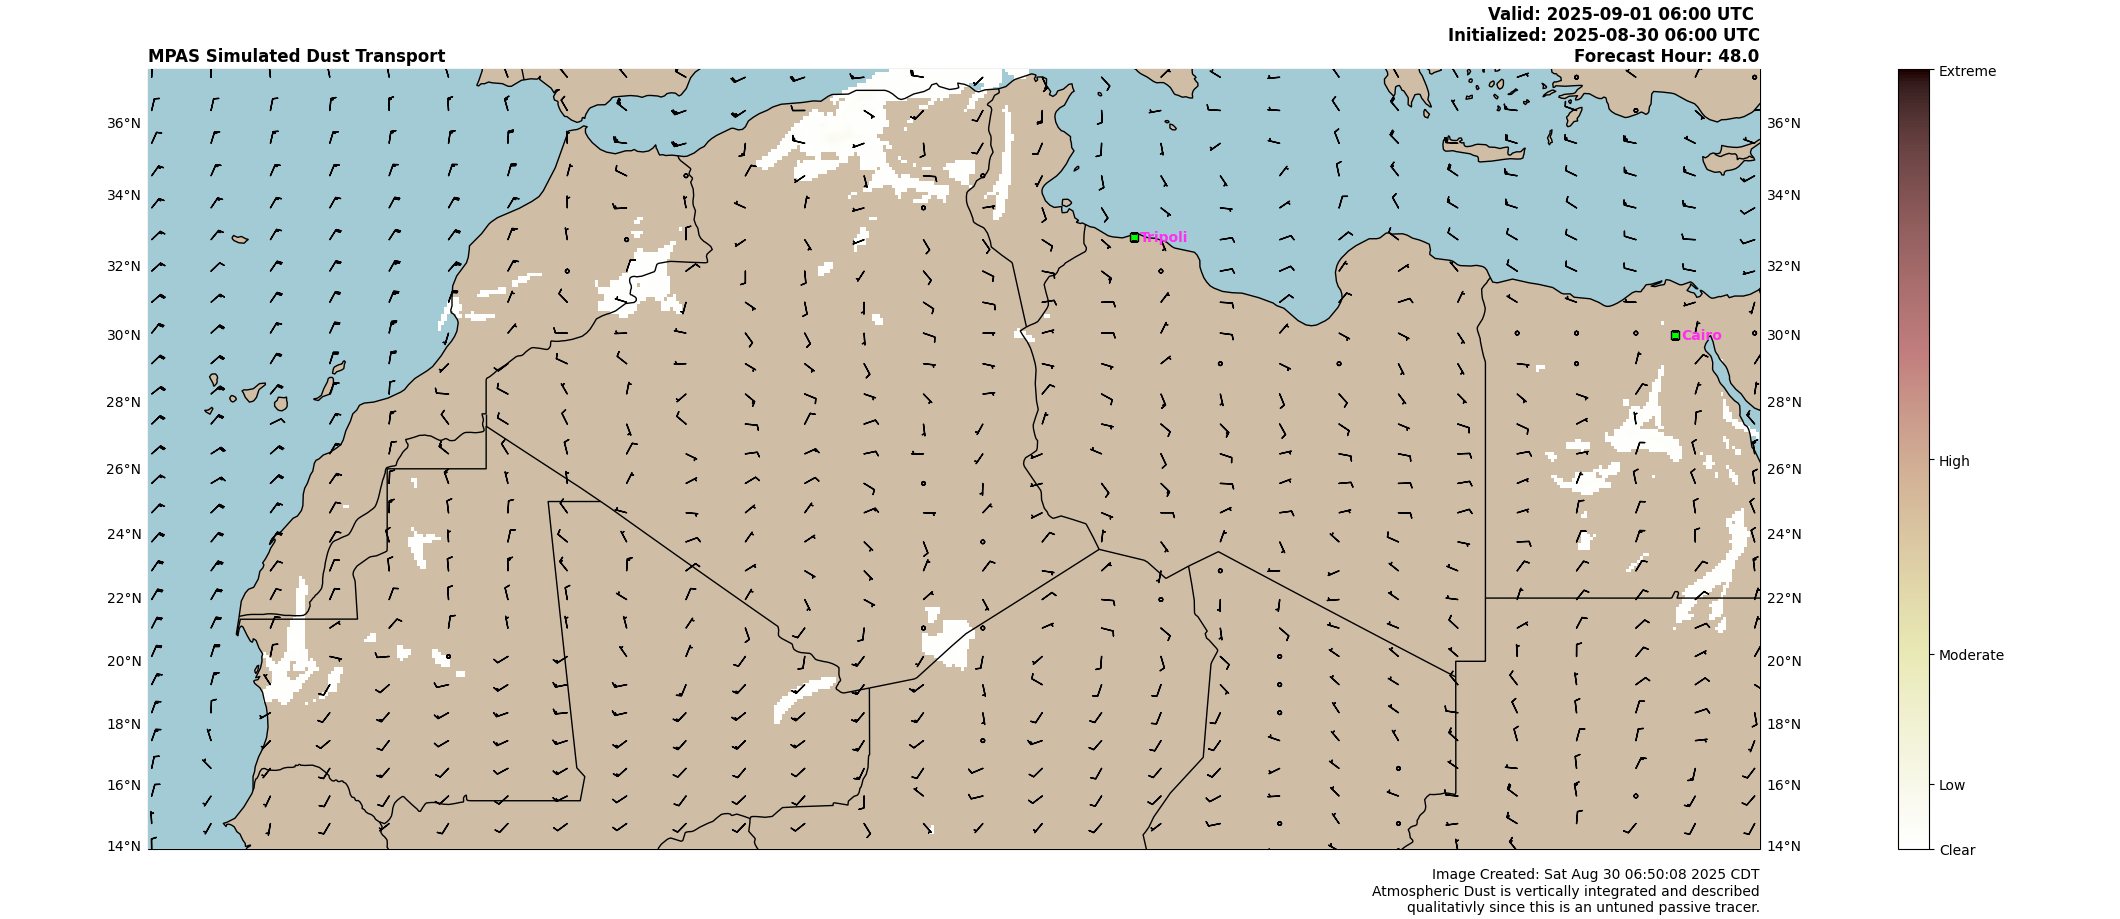 Valid: 2025-09-01 06:00 UTC
Initialized: 2025-08-30 06:00 UTC
MPAS Simulated Dust Transport
Forecast Hour: 48.0
36°N
36°N
34°N
34°N
32°N
32°N
30°N
30°N
28°N
28°N
26°N
26°N
24°N
24°N
22°N
22°N
20°N
20°N
18°N
18°N
16°N
16°N
14°N
14°N
Tripoli
Cairo
Extreme
High
Moderate
Low
Clear
Image Created: Sat Aug 30 06:50:08 2025 CDT
Atmospheric Dust is vertically integrated and described
qualitativly since this is an untuned passive tracer.